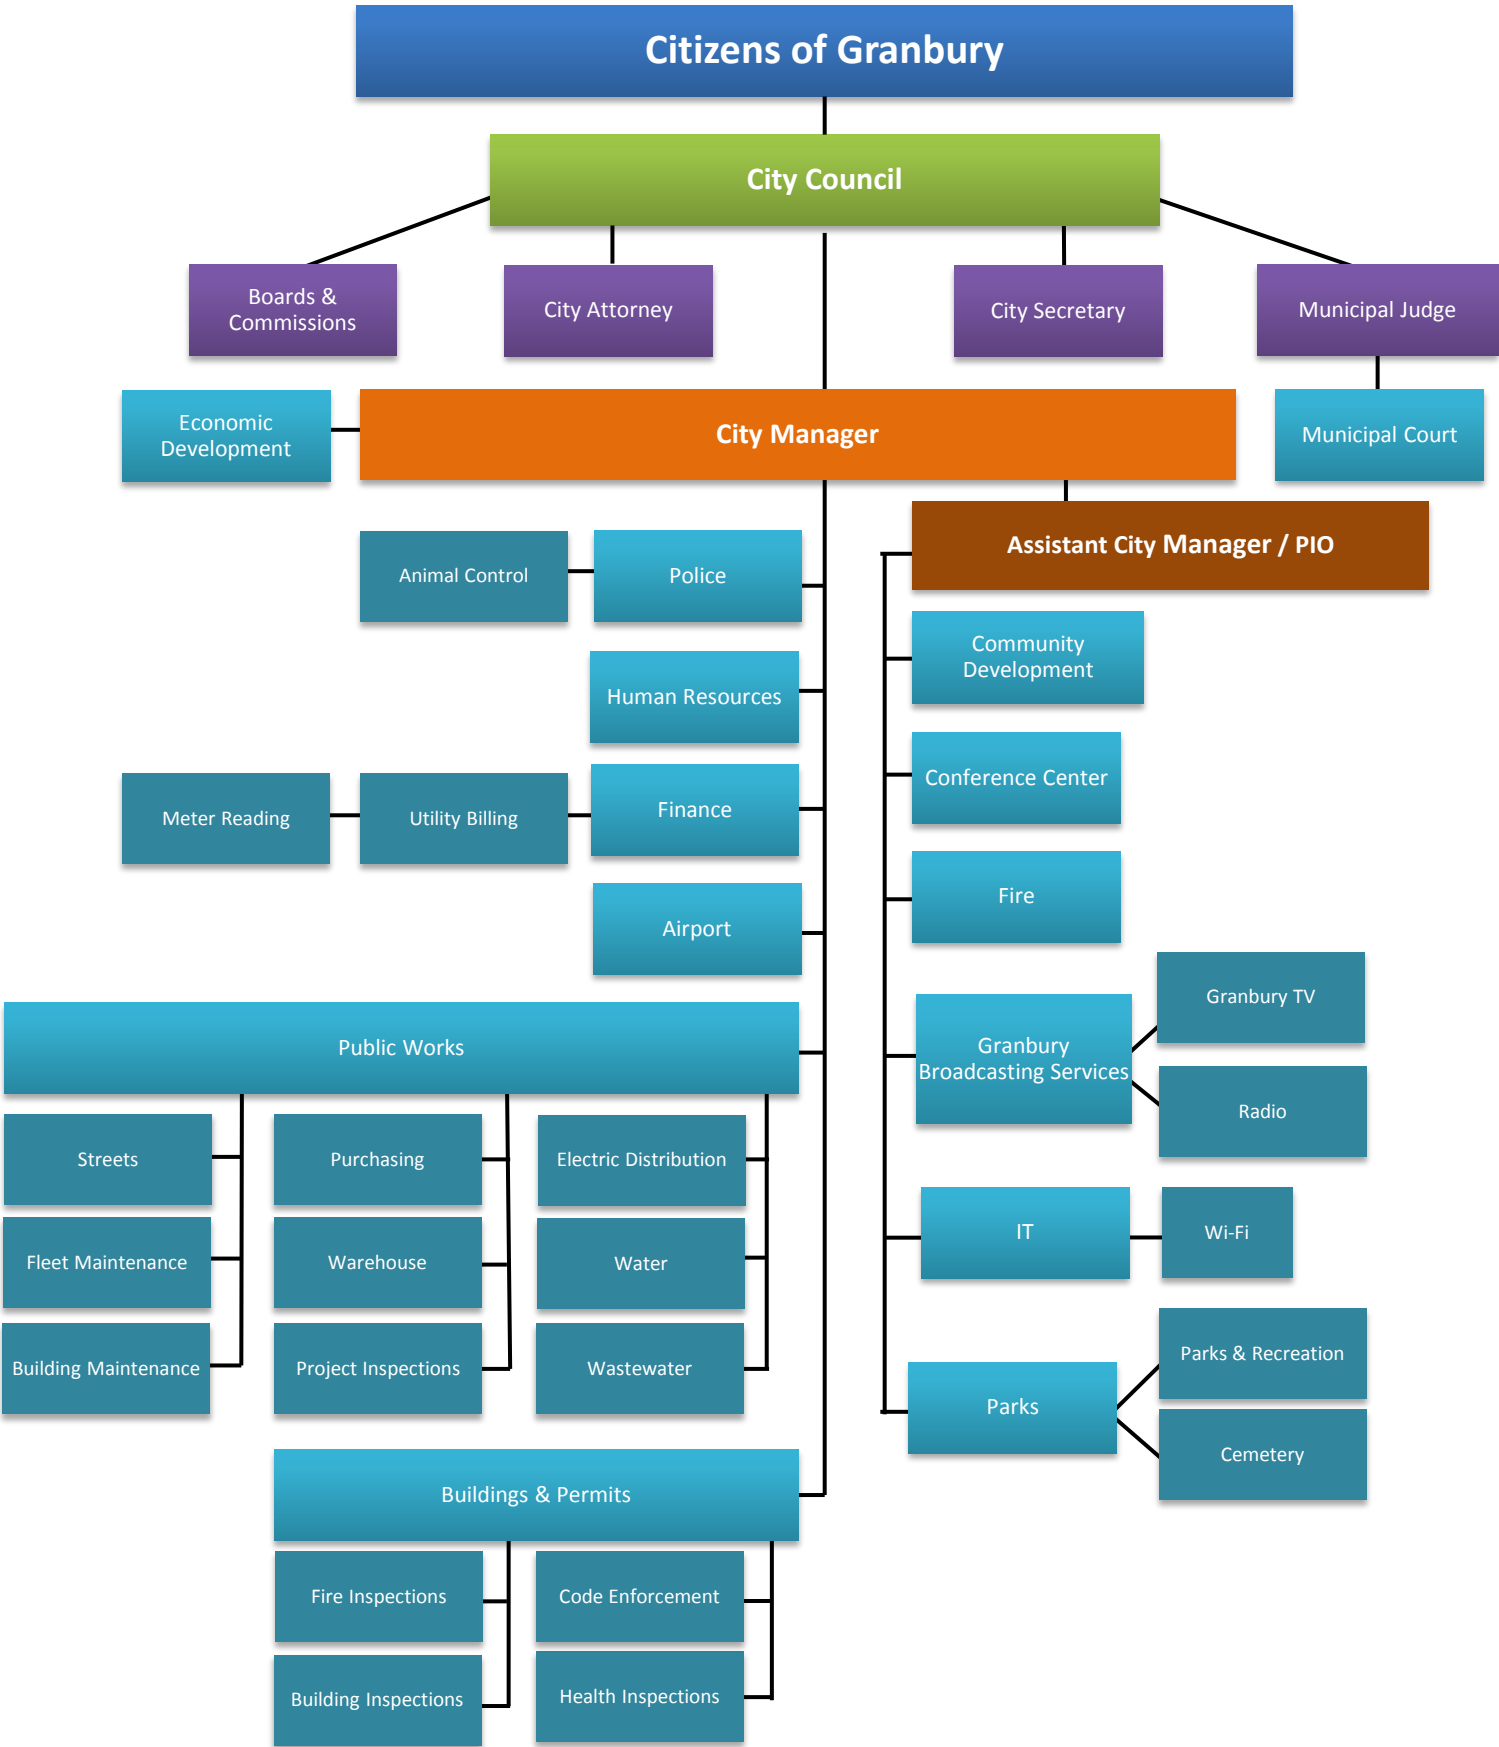 Citizens of Granbury
City Council
Boards &
Commissions
City Attorney
City Secretary
Municipal Judge
Economic
Development
City Manager
Municipal Court
Assistant City Manager / PIO
Animal Control
Police
Community
Development
Human Resources
Conference Center
Meter Reading
Utility Billing
Finance
Fire
Airport
Granbury TV
Public Works
Granbury
Broadcasting Services
Radio
Streets
Purchasing
Electric Distribution
Fleet Maintenance
Warehouse
Water
IT
Wi-Fi
Building Maintenance
Project Inspections
Wastewater
Parks & Recreation
Parks
Cemetery
Buildings & Permits
Fire Inspections
Code Enforcement
Building Inspections
Health Inspections